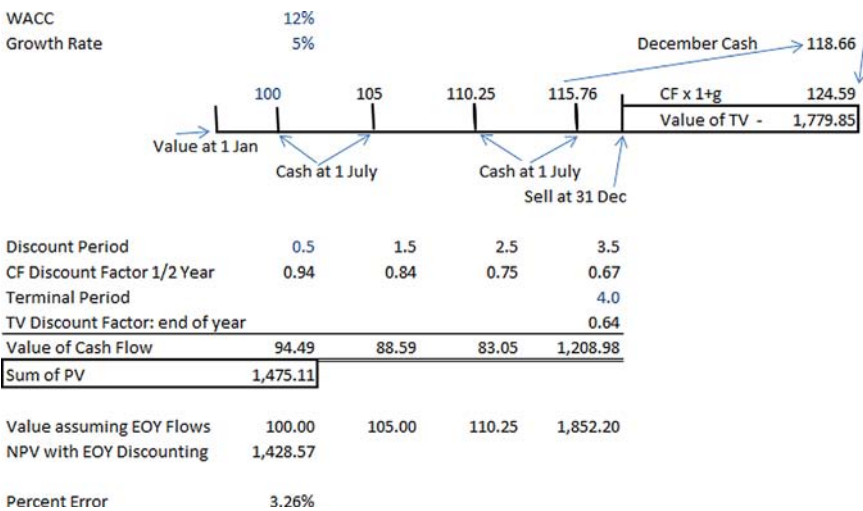 WACC 12%
Growth Rate 5% December Cash 118.66
100 105 110.25 115.76 CF x 1+g 124.59
Value of TV - 1,779.85
Value at 1 Jan
Cash at 1 July Cash at 1 July
Sell at 31 Dec
Discount Period 0.5 1.5 2.5 3.5
CF Discount Factor 1/2 Year 0.94 0.84 0.75 0.67
Terminal Period 4.0
TV Discount Factor: end of year 0.64
Value of Cash Flow 94.49 88.59 83.05 1,208.98
Sum of PV 1,475.11
Value assuming EOY Flows 100.00 105.00 110.25 1,852.20
NPV with EOY Discounting 1,428.57
Percent Error 3.26%